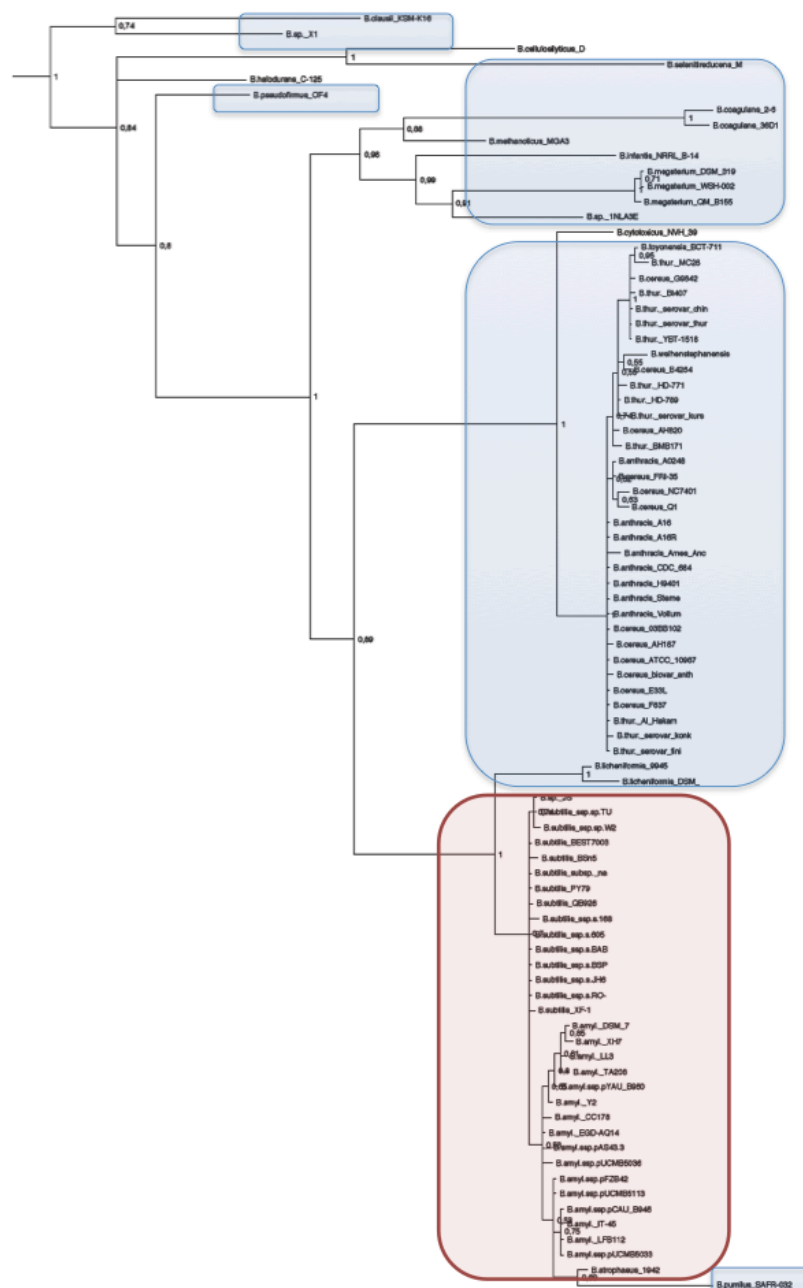 B.clausii_KSM-K16
0,74
B.sp._X1
B.cellulosilyticus_D
1
B.selenitireducens_M
1
B.halodurans_C-125
B.pseudofirmus_OF4
0,84
B.coagulans_2-6
1
B.coagulans_36D1
0,88
B.methanolicus_MGA3
B.infantis_NRRL_B-14
0,96
B.megaterium_DSM_319
0,71
0,99
B.megaterium_WSH-002
1
B.megaterium_QM_B155
0,91
B.sp._1NLA3E
B.cytotoxicus_NVH_39
0,8
B.toyonensis_BCT-711
0,95
B.thur._MC28
B.cereus_G9842
B.thur._Bt407
1
B.thur._serovar_chin
B.thur._serovar_thur
B.thur._YBT-1518
B.weihenstephanensis
0,55
B.cereus_B4264
B.thur._HD-771
1
B.thur._HD-789
B.thur._serovar_kurs
1
B.cereus_AH820
B.thur._BMB171
B.anthracis_A0248
B.cereus_FRI-35
B.cereus_NC7401
0,63
B.cereus_Q1
B.anthracis_A16
B.anthracis_A16R
B.anthracis_Ames_Anc
B.anthracis_CDC_684
B.anthracis_H9401
B.anthracis_Sterne
B.anthracis_Vollum
B.cereus_03BB102
0,89
B.cereus_AH187
B.cereus_ATCC_10987
B.cereus_biovar_anth
B.cereus_E33L
B.cereus_F837
B.thur._Al_Hakam
B.thur._serovar_konk
B.thur._serovar_fini
B.licheniformis_9945
1
B.licheniformis_DSM_
B.subtilis_ssp.sp.TU
B.subtilis_ssp.sp.W2
B.subtilis_BEST7003
1
B.subtilis_BSn5
B.subtilis_subsp._na
B.subtilis_PY79
B.subtilis_QB928
B.subtilis_ssp.s.168
B.subtilis_ssp.s.605
B.subtilis_ssp.s.BAB
B.subtilis_ssp.s.BSP
B.subtilis_ssp.s.JH6
B.subtilis_ssp.s.RO-
B.subtilis_XF-1
B.amyl._DSM_7
0,85
B.amyl._XH7
B.amyl._LL3
B.amyl._TA208
B.amyl.ssp.pYAU_B960
B.amyl._Y2
B.amyl._CC178
B.amyl._EGD-AQ14
B.amyl.ssp.pAS43.3
B.amyl.ssp.pUCMB5036
B.amyl.ssp.pFZB42
B.amyl.ssp.pUCMB5113
B.amyl.ssp.pCAU_B946
B.amyl._IT-45
0,75
B.amyl._LFB112
B.amyl.ssp.pUCMB5033
B.atrophaeus_1942
B.pumilus_SAFR-032